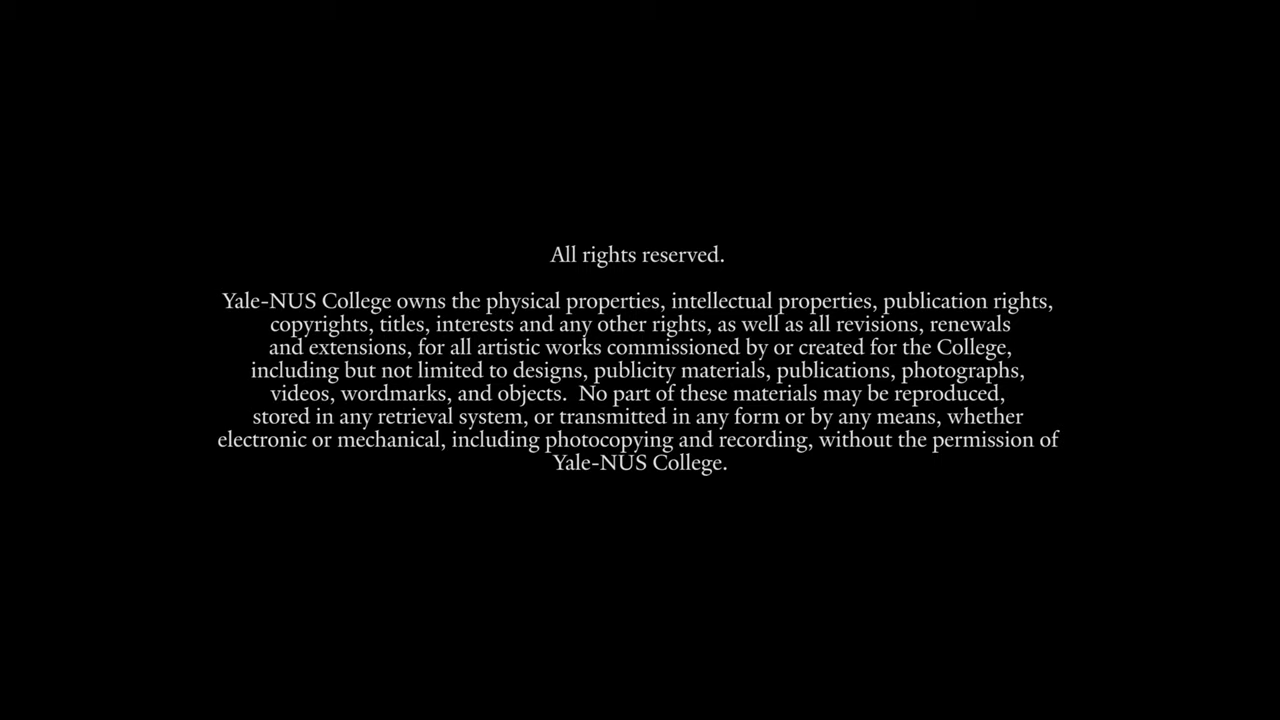 All rights reserved.
Yale-NUS College owns the physical properties, intellectual properties, publication rights,
copyrights, titles, interests and any other rights, as well as all revisions, renewals
and extensions, for all artistic works commissioned by or created for the College,
including but not limited to designs, publicity materials, publications, photographs,
videos, wordmarks, and objects.  No part of these materials may be reproduced,
stored in any retrieval system, or transmitted in any form or by any means, whether
electronic or mechanical, including photocopying and recording, without the permission of
Yale-NUS College.